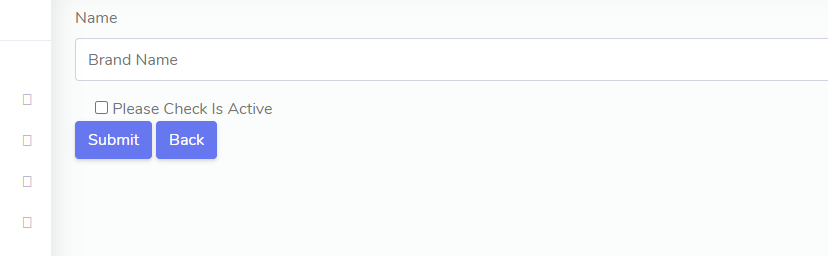 Name
Brand Name
Please Check Is Active
Submit Back